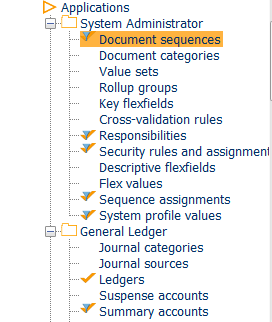 Applications
System Administrator
Document sequences
Document categories
Value sets
Rollup groups
Key flexfields
Cross-validation rules
Responsibilities
Security rules and assignment
Descriptive flexfields
Flex values
Sequence assignments
System profile values
General Ledger
Journal categories
Journal sources
Ledgers
Suspense accounts
Summary accounts